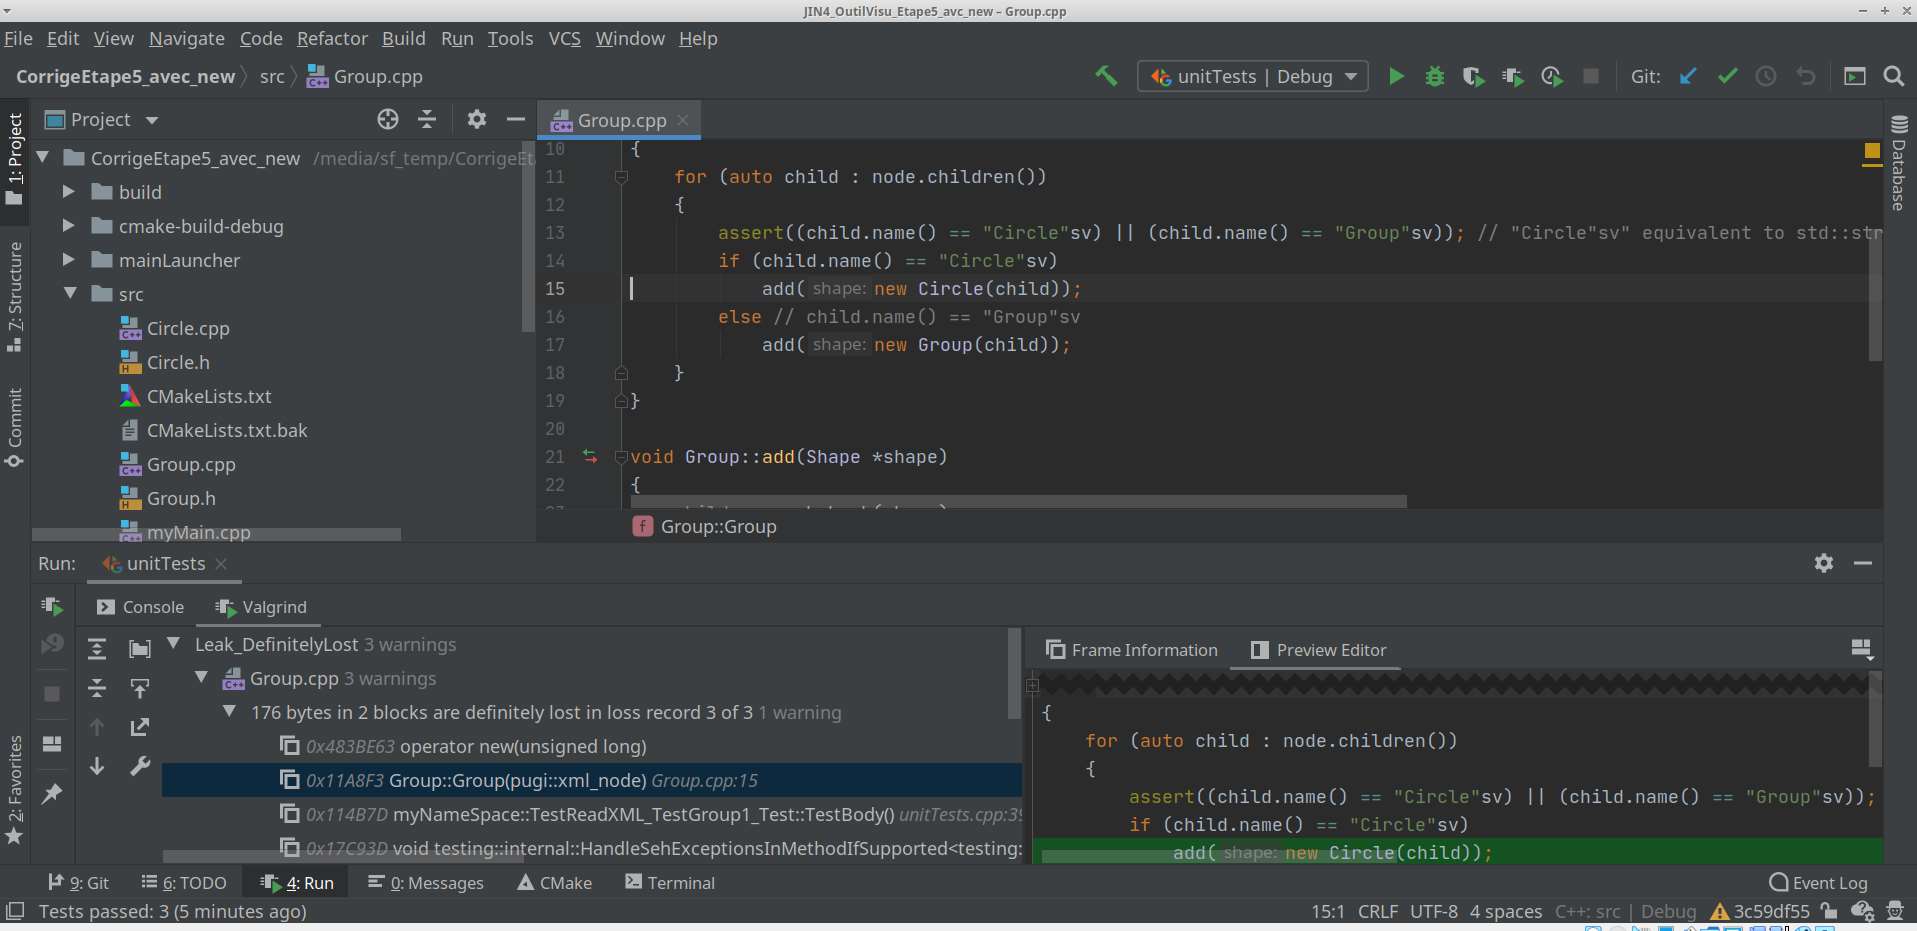 JIN4_OutilVisu_Etape5_avc_new – Group.cpp
File Edit View Navigate Code Refactor Build Run Tools VCS Window Help
CorrigeEtape5_avec_new src Group.cpp
unitTests | Debug
Git:
1: Project
7: Structure
Commit
2: Favorites
Database
Project
CorrigeEtape5_avec_new /media/sf_temp/CorrigeEt
build
cmake-build-debug
mainLauncher
src
Circle.cpp
Circle.h
CMakeLists.txt
CMakeLists.txt.bak
Group.cpp
Group.h
myMain.cpp
Group.cpp
10 {
11 for (auto child : node.children())
12 {
13 assert((child.name() == "Circle"sv) || (child.name() == "Group"sv)); // "Circle"sv" equivalent to std::str
14 if (child.name() == "Circle"sv)
15 add( shape: new Circle(child));
16 else // child.name() == "Group"sv
17 add( shape: new Group(child));
18 }
19 }
20
21 void Group::add(Shape *shape)
22 {
f Group::Group
Run: unitTests
Console Valgrind
Leak_DefinitelyLost 3 warnings
Group.cpp 3 warnings
176 bytes in 2 blocks are definitely lost in loss record 3 of 3 1 warning
0x483BE63 operator new(unsigned long)
0x11A8F3 Group::Group(pugi::xml_node) Group.cpp:15
0x114B7D myNameSpace::TestReadXML_TestGroup1_Test::TestBody() unitTests.cpp:39
0x17C93D void testing::internal::HandleSehExceptionsInMethodIfSupported<testing:
Frame Information Preview Editor
{
for (auto child : node.children())
{
assert((child.name() == "Circle"sv) || (child.name() == "Group"sv));
if (child.name() == "Circle"sv)
add( shape: new Circle(child));
9: Git 6: TODO 4: Run 0: Messages CMake Terminal Event Log
Tests passed: 3 (5 minutes ago) 15:1 CRLF UTF-8 4 spaces C++: src | Debug 3c59df55